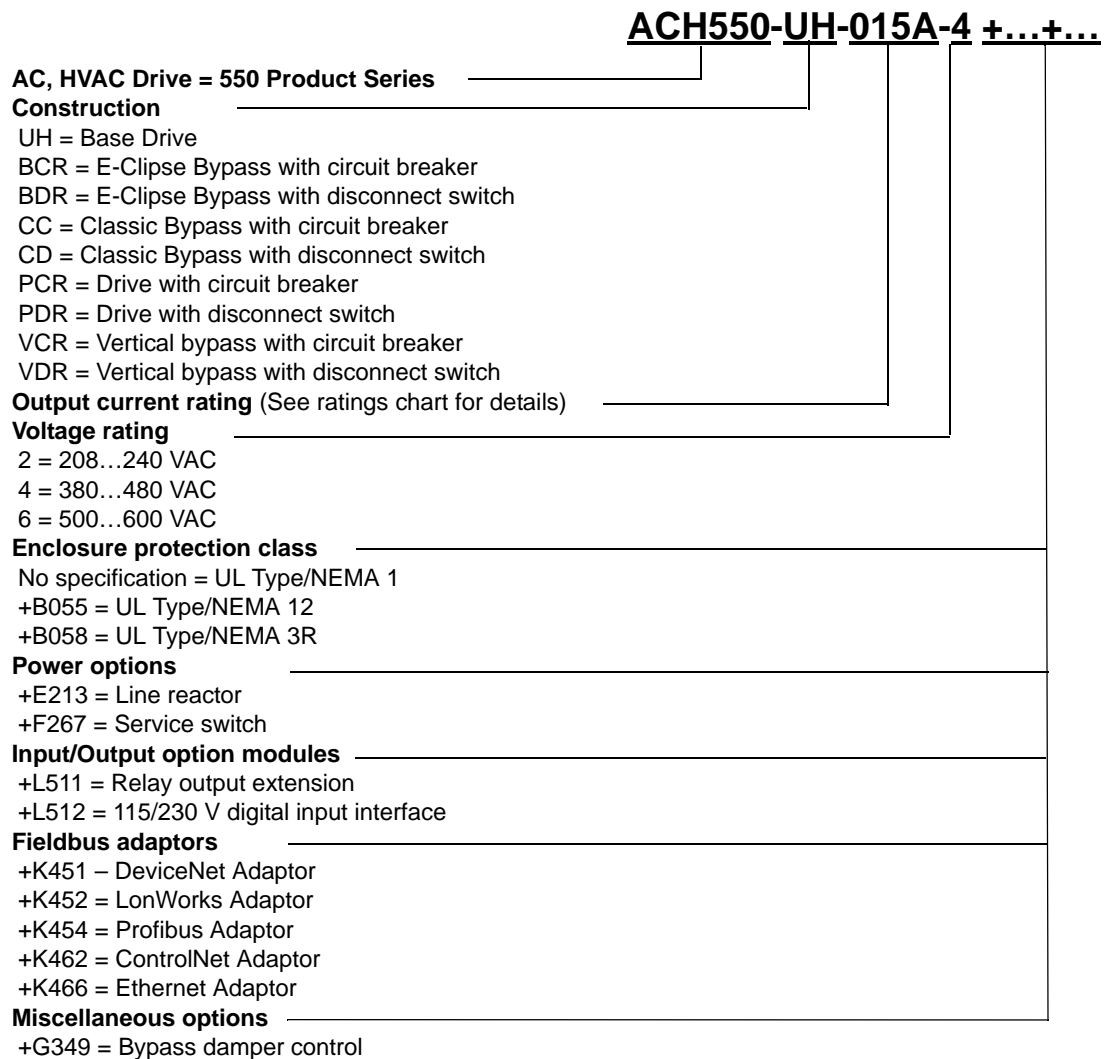 ACH550-UH-015A-4 +…+…
AC, HVAC Drive = 550 Product Series
Construction
UH = Base Drive
BCR = E-Clipse Bypass with circuit breaker
BDR = E-Clipse Bypass with disconnect switch
CC = Classic Bypass with circuit breaker
CD = Classic Bypass with disconnect switch
PCR = Drive with circuit breaker
PDR = Drive with disconnect switch
VCR = Vertical bypass with circuit breaker
VDR = Vertical bypass with disconnect switch
Output current rating (See ratings chart for details)
Voltage rating
2 = 208…240 VAC
4 = 380…480 VAC
6 = 500…600 VAC
Enclosure protection class
No specification = UL Type/NEMA 1
+B055 = UL Type/NEMA 12
+B058 = UL Type/NEMA 3R
Power options
+E213 = Line reactor
+F267 = Service switch
Input/Output option modules
+L511 = Relay output extension
+L512 = 115/230 V digital input interface
Fieldbus adaptors
+K451 – DeviceNet Adaptor
+K452 = LonWorks Adaptor
+K454 = Profibus Adaptor
+K462 = ControlNet Adaptor
+K466 = Ethernet Adaptor
Miscellaneous options
+G349 = Bypass damper control